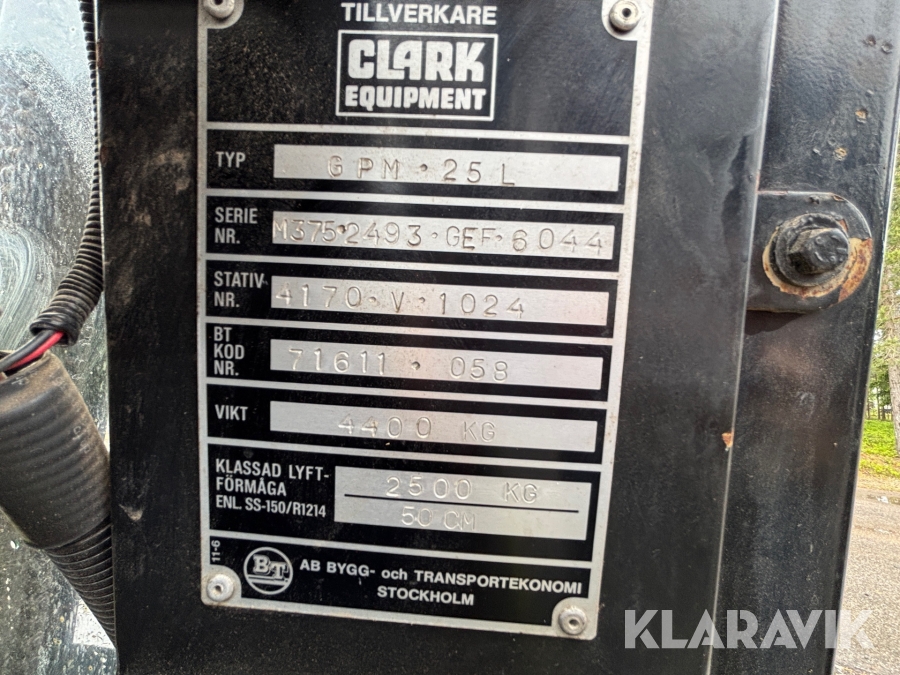 TILLVERKARE
CLARK
EQUIPMENT
TYP GPM · 25L
SERIE NR. M375·2493·GEF·6044
STATIV NR. 4170·V·1024
BT KOD NR. 71611 · 058
VIKT 4400 KG
KLASSAD LYFT-
FÖRMÅGA
ENL. SS-150/R1214
2500 KG
50 CM
11-6
BT
AB BYGG- och TRANSPORTEKONOMI
STOCKHOLM
KLARAVIK